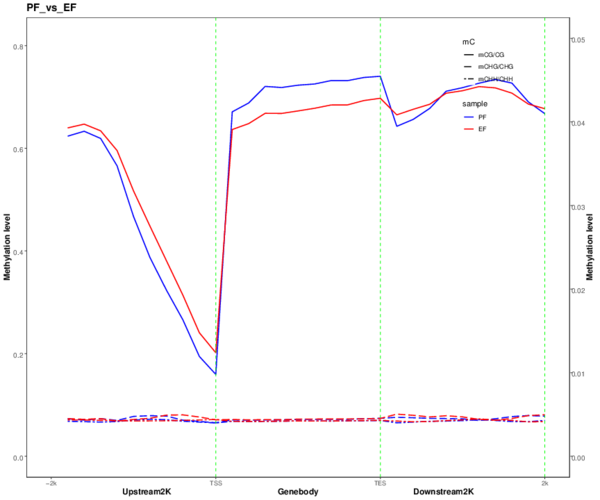 PF_vs_EF
mC
mCG/CG
mCHG/CHG
mCHH/CHH
sample
PF
EF
Methylation level
0.8
0.6
0.4
0.2
0.0
0.05
0.04
0.03
0.02
0.01
0.00
Methylation level
−2k
TSS
TES
2k
Upstream2K
Genebody
Downstream2K